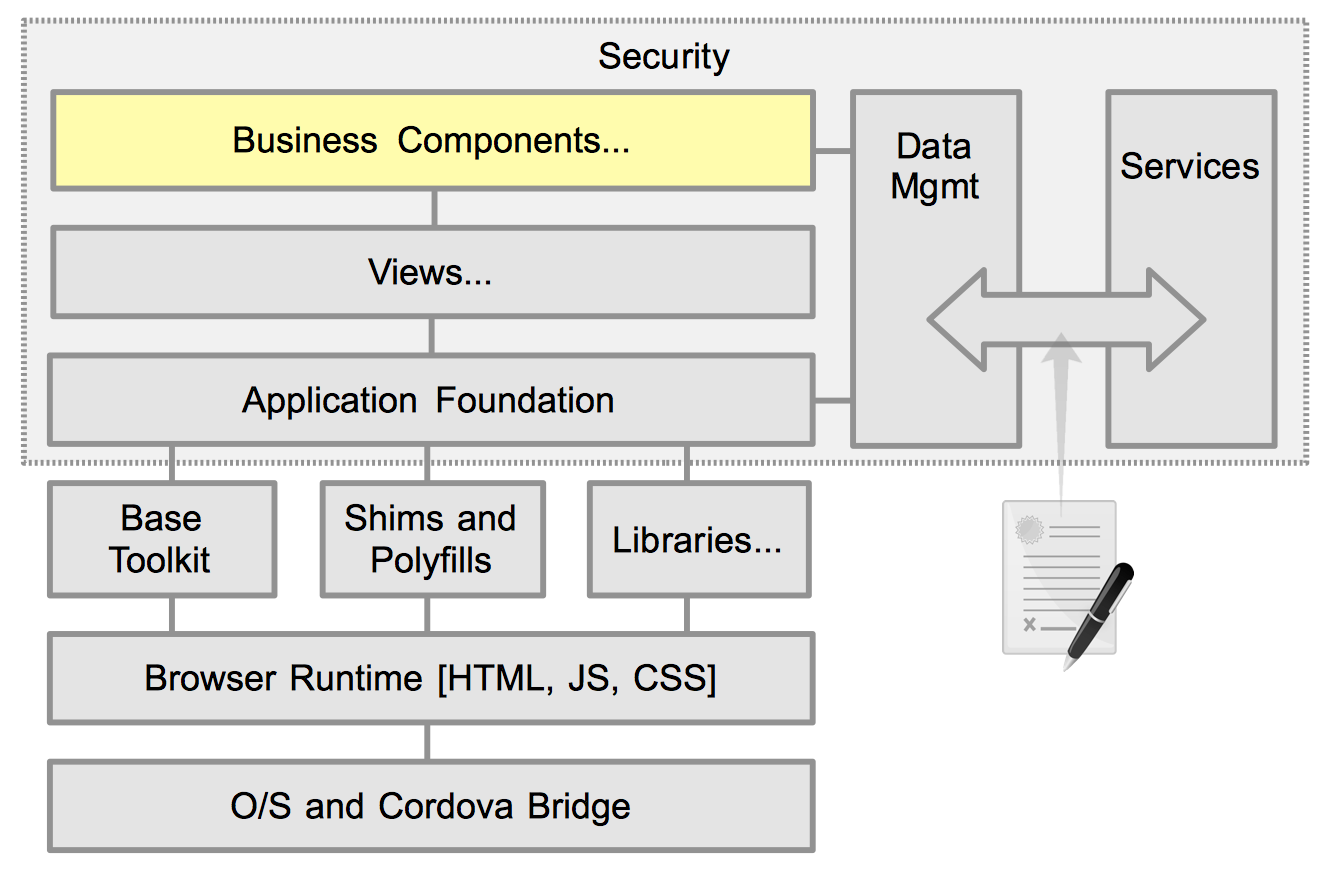 Security
Business Components...
Data
Mgmt
Services
Views...
Application Foundation
Base
Toolkit
Shims and
Polyfills
Libraries...
Browser Runtime [HTML, JS, CSS]
O/S and Cordova Bridge